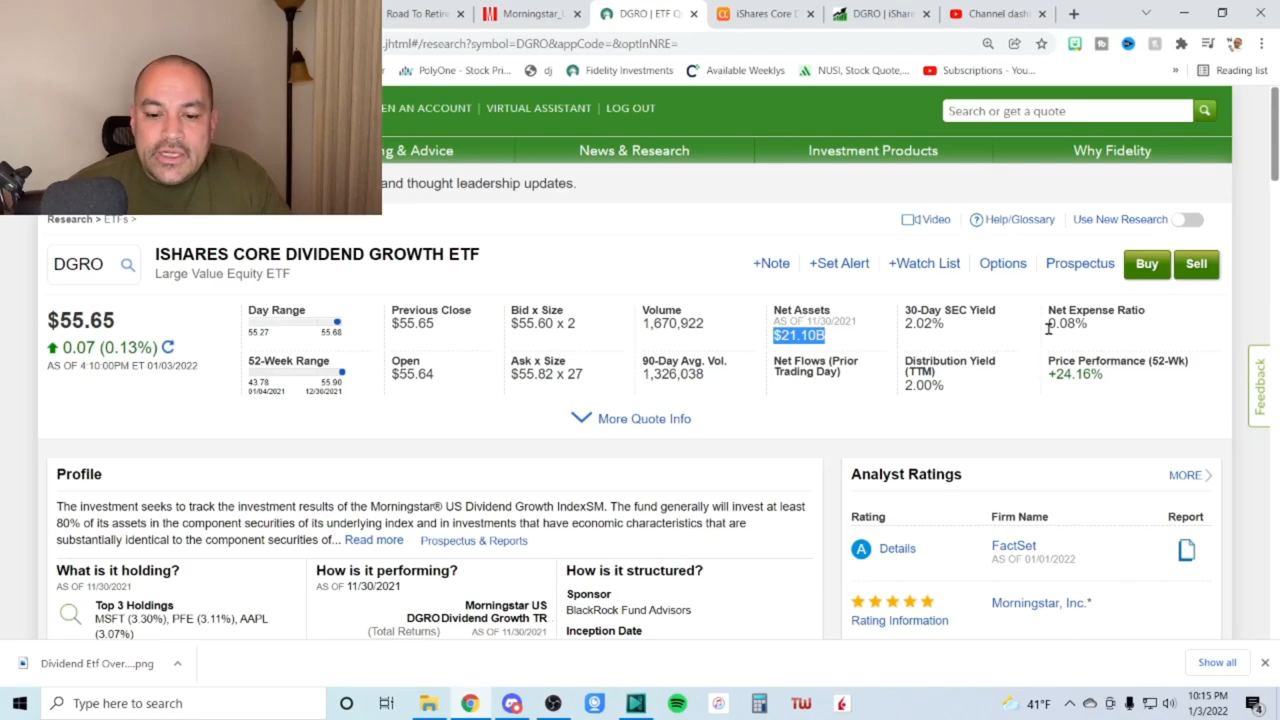 Road To Retire
Morningstar_
DGRO | ETF Q
iShares Core D
DGRO | iShare
Channel dash
.jhtml#/research?symbol=DGRO&appCode=&optInNRE=
PolyOne - Stock Pri...
dj
Fidelity Investments
Available Weeklys
NUSI, Stock Quote,...
Subscriptions - You...
»
Reading list
EN AN ACCOUNT
VIRTUAL ASSISTANT
LOG OUT
Search or get a quote
ng & Advice
News & Research
Investment Products
Why Fidelity
and thought leadership updates.
Research > ETFs >
Video
Help/Glossary
Use New Research
DGRO
ISHARES CORE DIVIDEND GROWTH ETF
Large Value Equity ETF
+Note
+Set Alert
+Watch List
Options
Prospectus
Buy
Sell
$55.65
0.07 (0.13%)
AS OF 4:10:00PM ET 01/03/2022
Day Range
55.27
55.68
52-Week Range
43.78
55.90
01/04/2021
12/30/2021
Previous Close
$55.65
Open
$55.64
Bid x Size
$55.60 x 2
Ask x Size
$55.82 x 27
Volume
1,670,922
90-Day Avg. Vol.
1,326,038
Net Assets
AS OF 11/30/2021
$21.10B
Net Flows (Prior
Trading Day)
30-Day SEC Yield
2.02%
Distribution Yield
(TTM)
2.00%
Net Expense Ratio
0.08%
Price Performance (52-Wk)
+24.16%
More Quote Info
Feedback
Profile
The investment seeks to track the investment results of the Morningstar® US Dividend Growth IndexSM. The fund generally will invest at least
80% of its assets in the component securities of its underlying index and in investments that have economic characteristics that are
substantially identical to the component securities of... Read more
Prospectus & Reports
What is it holding?
AS OF 11/30/2021
Top 3 Holdings
MSFT (3.30%), PFE (3.11%), AAPL
(3.07%)
How is it performing?
AS OF 11/30/2021
Morningstar US
DGRO Dividend Growth TR
(Total Returns)
AS OF 11/30/2021
How is it structured?
Sponsor
BlackRock Fund Advisors
Inception Date
Analyst Ratings
MORE
Rating
Firm Name
Report
A
Details
FactSet
AS OF 01/01/2022
Morningstar, Inc.*
Rating Information
Dividend Etf Over....png
Show all
Type here to search
TW
41°F
10:15 PM
1/3/2022
4